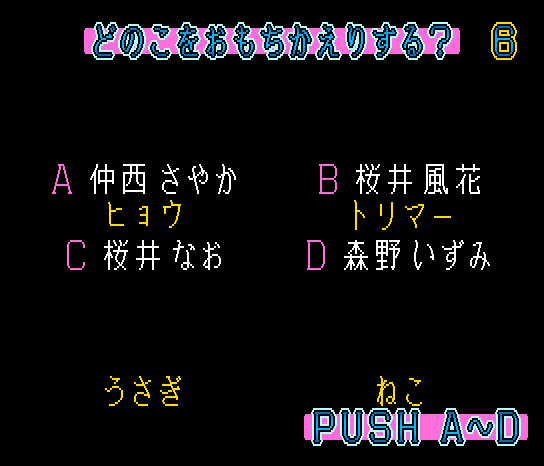 どのこをおもちかえりする? 6
A 仲西さやか B 桜井風花
ヒョウ トリマー
C 桜井なお D 森野いずみ
うさぎ ねこ
PUSH A~D